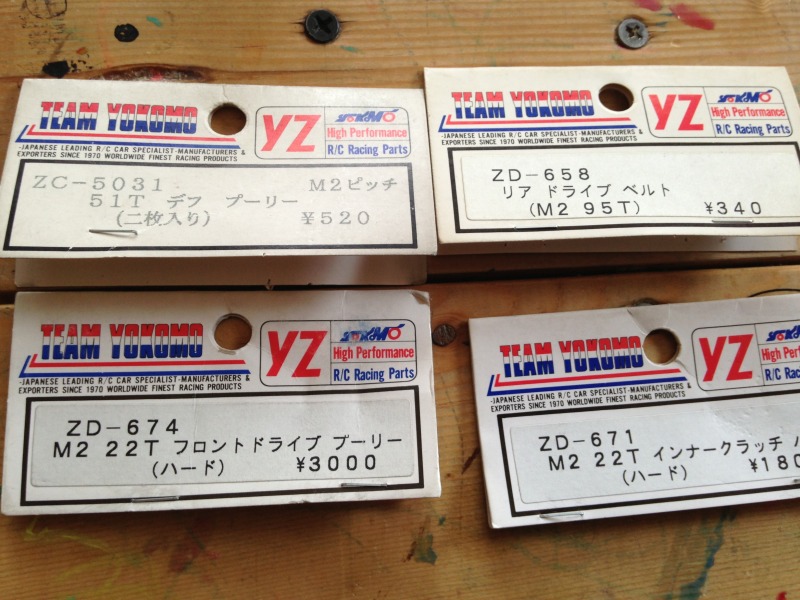 TEAM YOKOMO
YZ
YOKOMO
High Performance
R/C Racing Parts
-JAPANESE LEADING R/C CAR SPECIALIST-MANUFACTURERS &
EXPORTERS SINCE 1970 WORLDWIDE FINEST RACING PRODUCTS
ZC-5031 M2ピッチ
51T デフ プーリー
(二枚入り) ¥520
TEAM YOKOMO
YZ
YOKOMO
High Performance
R/C Racing Parts
-JAPANESE LEADING R/C CAR SPECIALIST-MANUFACTURERS &
EXPORTERS SINCE 1970 WORLDWIDE FINEST RACING PRODUCTS
ZD-658
リア ドライブ ベルト
(M2 95T) ¥340
TEAM YOKOMO
YZ
YOKOMO
High Performance
R/C Racing Parts
-JAPANESE LEADING R/C CAR SPECIALIST-MANUFACTURERS &
EXPORTERS SINCE 1970 WORLDWIDE FINEST RACING PRODUCTS
ZD-674
M2 22T フロントドライブ プーリー
(ハード) ¥3000
TEAM YOKOMO
YZ
YOKOMO
High Performance
R/C Racing Parts
-JAPANESE LEADING R/C CAR SPECIALIST-MANUFACTURERS &
EXPORTERS SINCE 1970 WORLDWIDE FINEST RACING PRODUCTS
ZD-671
M2 22T インナークラッチ
(ハード) ¥180